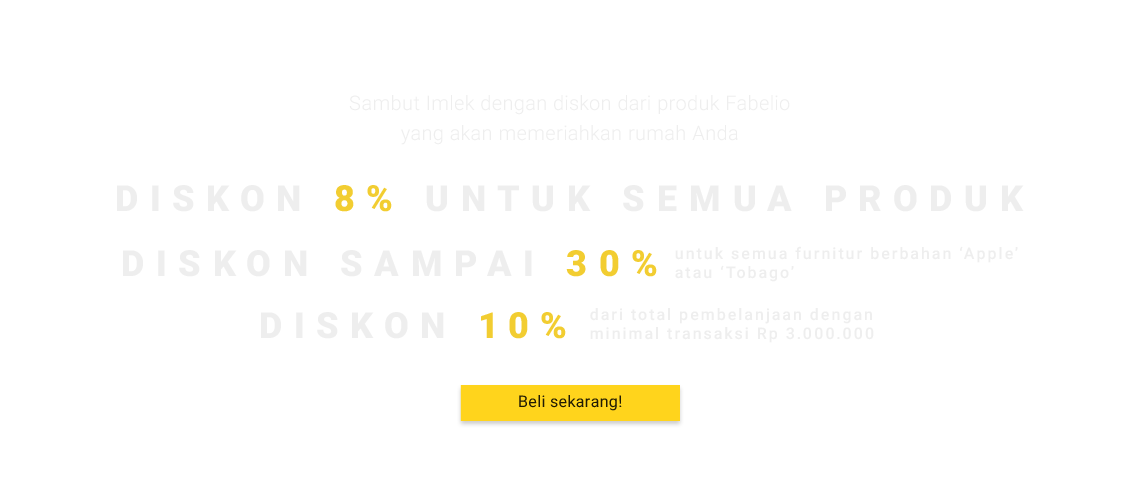 Sambut Imlek dengan diskon dari produk Fabelio
yang akan memeriahkan rumah Anda
DISKON 8% UNTUK SEMUA PRODUK
DISKON SAMPAI 30% untuk semua furnitur berbahan ‘Apple’
atau ‘Tobago’
DISKON 10% dari total pembelanjaan dengan
minimal transaksi Rp 3.000.000
Beli sekarang!